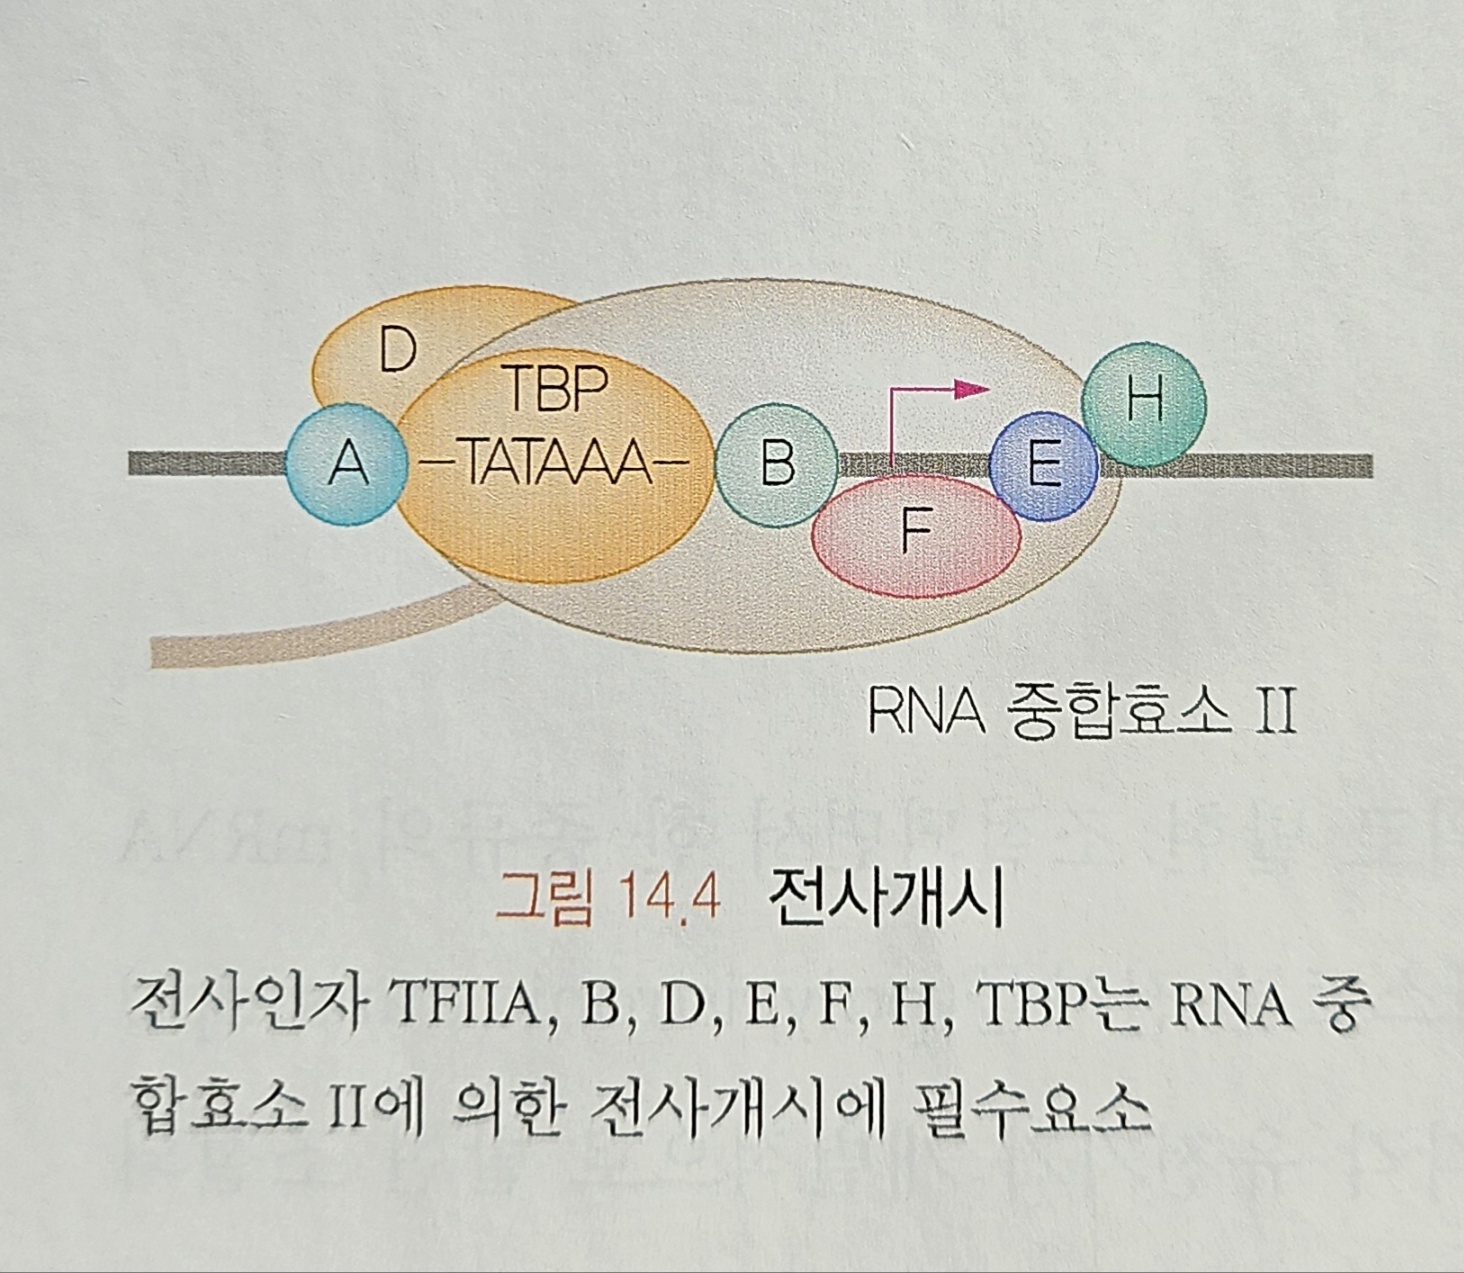 D
TBP
H
A
–TATAAA–
B
E
F
RNA 중합효소 II
그림 14.4 전사개시
전사인자 TFIIA, B, D, E, F, H, TBP는 RNA 중
합효소 II에 의한 전사개시에 필수요소